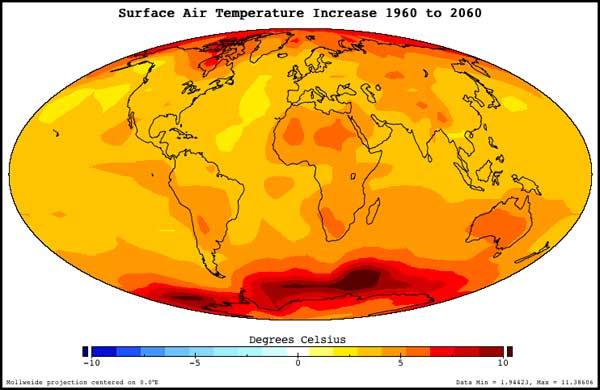 Surface Air Temperature Increase 1960 to 2060
Degrees Celsius
-10 -5 0 5 10
Mollweide projection centered on 0.0°E
Data Min = 1.94423, Max = 11.38606